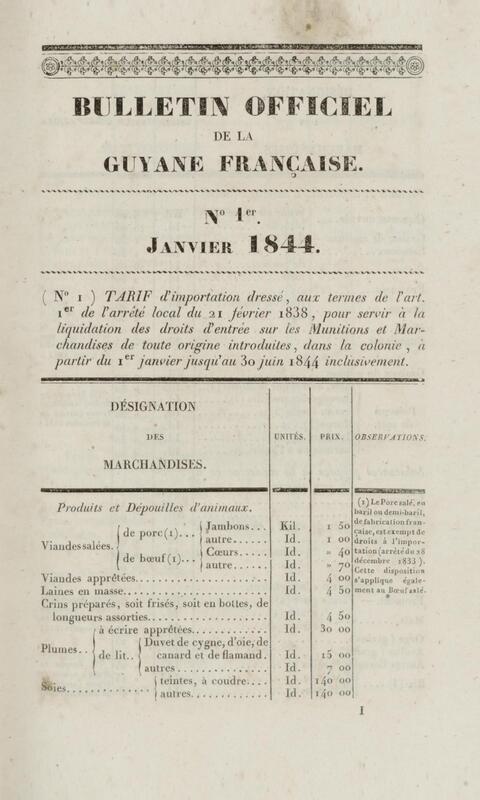 BULLETIN OFFICIEL
DE LA
GUYANE FRANÇAISE.
N° 1er.
JANVIER 1844.
( N° 1 ) TARIF d'importation dressé, aux termes de l'art.
1er de l'arrêté local du 21 février 1838, pour servir à la
liquidation des droits d'entrée sur les Munitions et Mar-
chandises de toute origine introduites, dans la colonie, à
partir du 1er janvier jusqu'au 30 juin 1844 inclusivement.
DÉSIGNATION
DES
MARCHANDISES.
UNITÉS.
PRIX.
OBSERVATIONS.
Produits et Dépouilles d'animaux.
Viandes salées.
de porc (1)...
Jambons... Kil. 1 50
autre..... Id. 1 00
de bœuf (1)...
Cœurs.... Id. » 40
autre..... Id. » 70
Viandes apprêtées..... Id. 4 00
Laines en masse..... Id. 4 50
Crins préparés, soit frisés, soit en bottes, de
longueurs assorties..... Id. 4 50
Plumes..
à écrire apprêtées..... Id. 30 00
de lit..
Duvet de cygne, d'oie, de
canard et de flamand. Id. 15 00
autres..... Id. 7 00
Soies.....
teintes, à coudre.... Id. 140 00
autres..... Id. 140 00
(1) Le Porc salé, en
baril ou demi-baril,
de fabrication fran-
çaise, est exempt de
droits à l'impor-
tation (arrêté du 28
décembre 1833 ).
Cette disposition
s'applique égale-
ment au Bœuf salé.
1